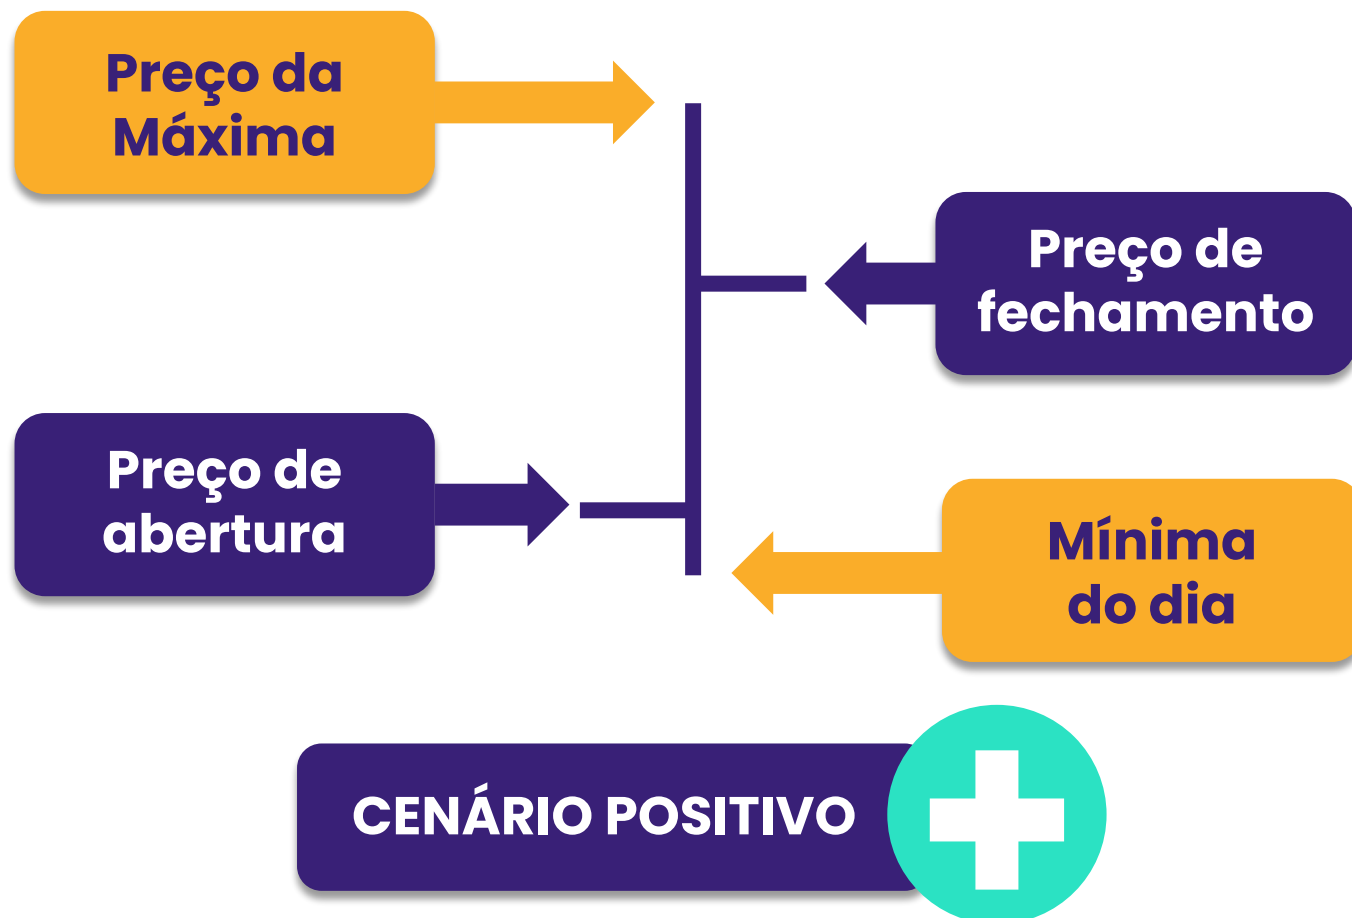 Preço da
Máxima
Preço de
fechamento
Preço de
abertura
Mínima
do dia
CENÁRIO POSITIVO